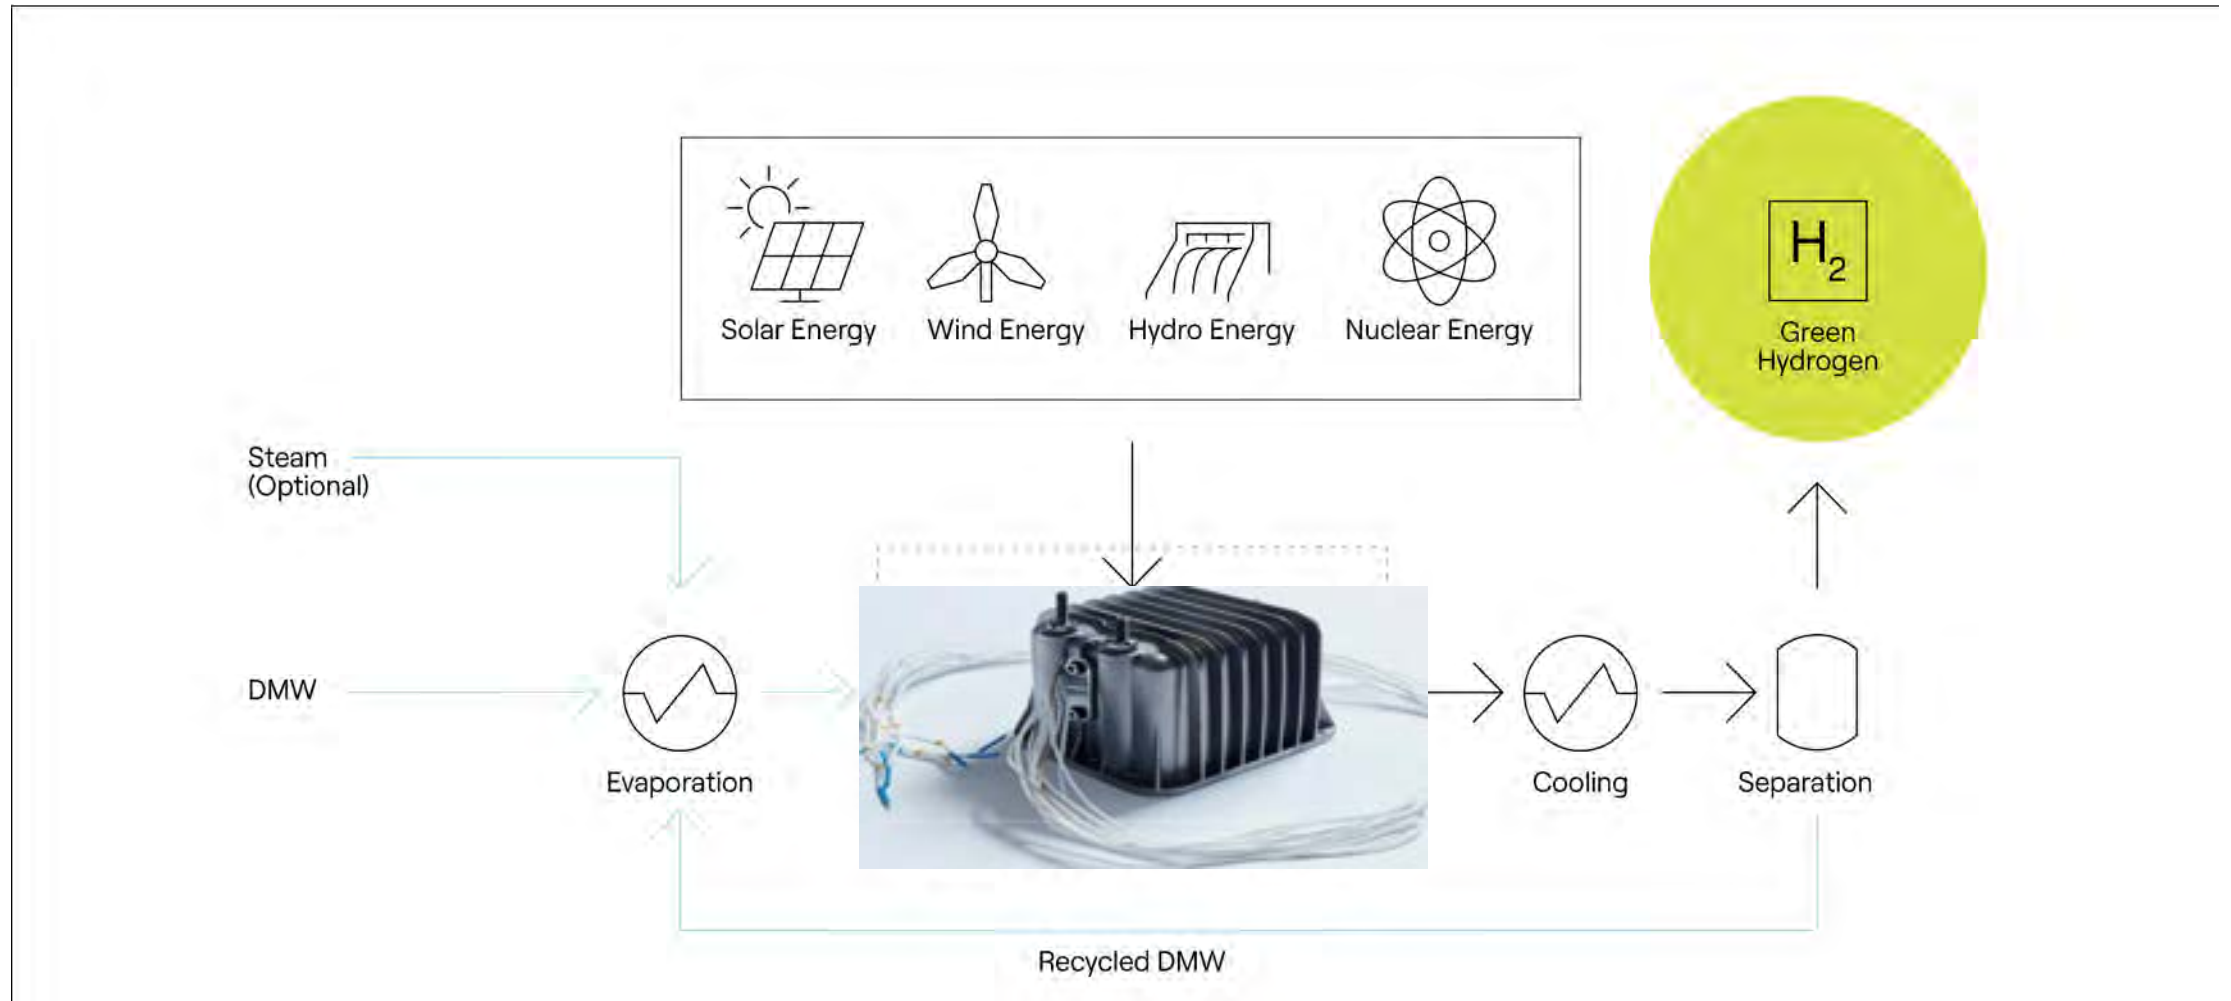 Solar Energy
Wind Energy
Hydro Energy
Nuclear Energy
H2
Green
Hydrogen
Steam
(Optional)
DMW
Evaporation
Cooling
Separation
Recycled DMW